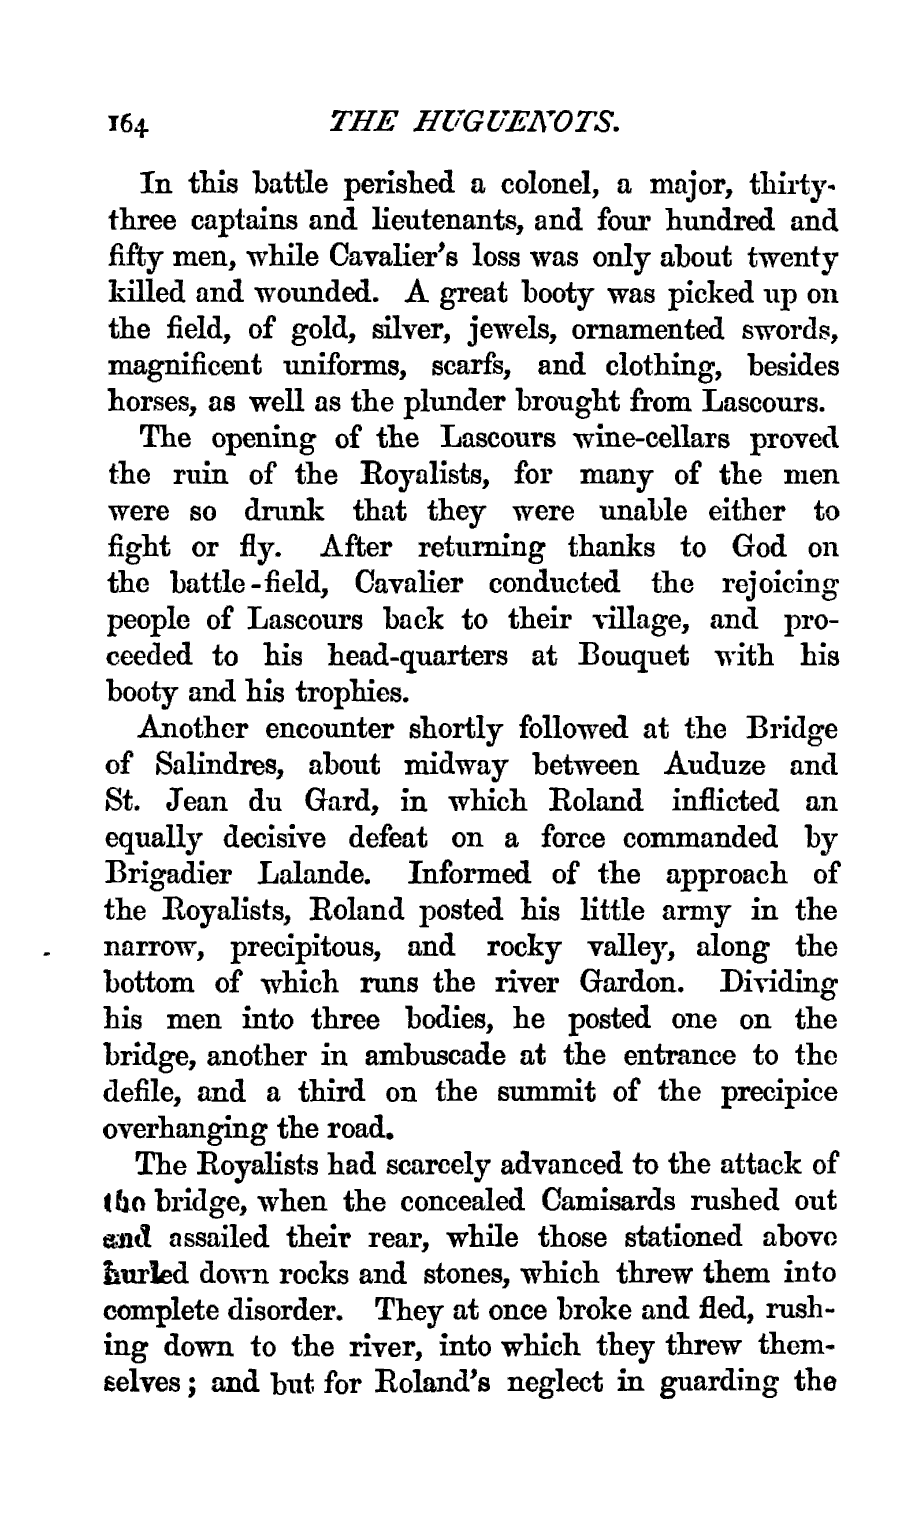 164 THE HUGUENOTS.
In this battle perished a colonel, a major, thirty-
three captains and lieutenants, and four hundred and
fifty men, while Cavalier's loss was only about twenty
killed and wounded. A great booty was picked up on
the field, of gold, silver, jewels, ornamented swords,
magnificent uniforms, scarfs, and clothing, besides
horses, as well as the plunder brought from Lascours.
The opening of the Lascours wine-cellars proved
the ruin of the Royalists, for many of the men
were so drunk that they were unable either to
fight or fly. After returning thanks to God on
the battle-field, Cavalier conducted the rejoicing
people of Lascours back to their village, and pro-
ceeded to his head-quarters at Bouquet with his
booty and his trophies.
Another encounter shortly followed at the Bridge
of Salindres, about midway between Auduze and
St. Jean du Gard, in which Roland inflicted an
equally decisive defeat on a force commanded by
Brigadier Lalande. Informed of the approach of
the Royalists, Roland posted his little army in the
narrow, precipitous, and rocky valley, along the
bottom of which runs the river Gardon. Dividing
his men into three bodies, he posted one on the
bridge, another in ambuscade at the entrance to the
defile, and a third on the summit of the precipice
overhanging the road.
The Royalists had scarcely advanced to the attack of
the bridge, when the concealed Camisards rushed out
and assailed their rear, while those stationed above
hurled down rocks and stones, which threw them into
complete disorder. They at once broke and fled, rush-
ing down to the river, into which they threw them-
selves; and but for Roland's neglect in guarding the